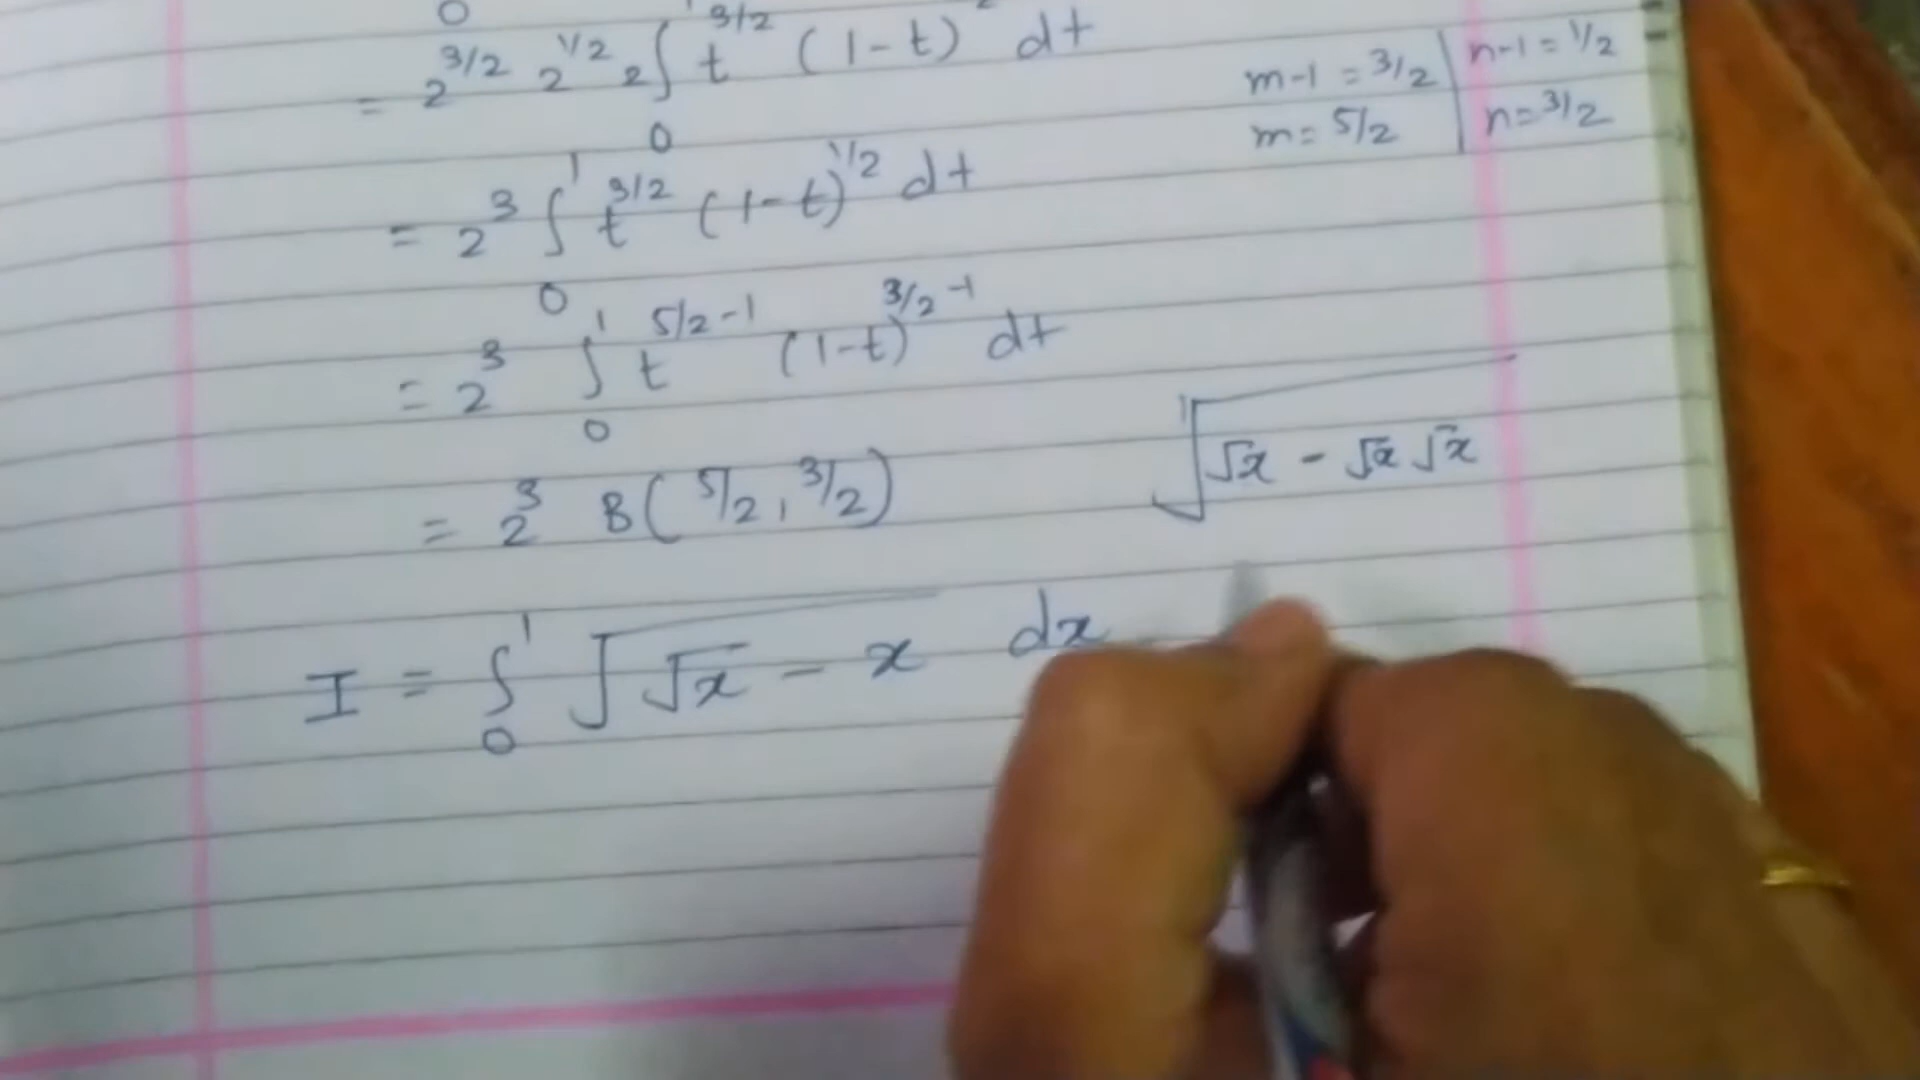 0
= 2^{3/2} 2^{1/2} 2 ∫_0 t^{3/2} (1-t) dt
m-1 = 3/2 | n-1 = 1/2
m = 5/2 | n = 3/2
= 2^3 ∫_0^1 t^{3/2} (1-t)^{1/2} dt
= 2^3 ∫_0^1 t^{5/2-1} (1-t)^{3/2-1} dt
= 2^3 B(5/2, 3/2)
√(√x - √x √x)
I = ∫_0^1 √(√x - x) dx